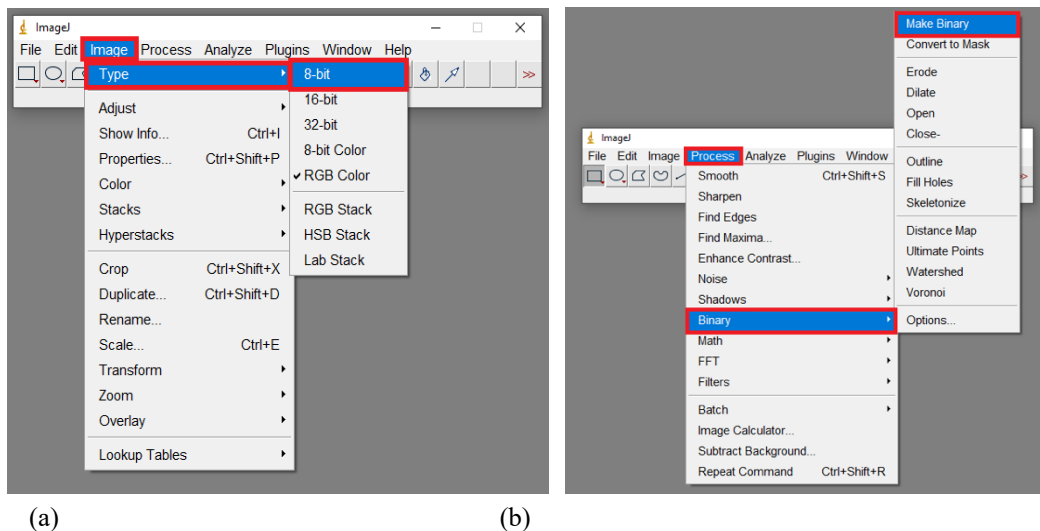 ImageJ
File Edit Image Process Analyze Plugins Window Help
>>
Type
Adjust
Show Info... Ctrl+I
Properties... Ctrl+Shift+P
Color
Stacks
Hyperstacks
Crop Ctrl+Shift+X
Duplicate... Ctrl+Shift+D
Rename...
Scale... Ctrl+E
Transform
Zoom
Overlay
Lookup Tables
8-bit
16-bit
32-bit
8-bit Color
RGB Color
RGB Stack
HSB Stack
Lab Stack
(a)
ImageJ
File Edit Image Process Analyze Plugins Window
Smooth Ctrl+Shift+S
Sharpen
Find Edges
Find Maxima...
Enhance Contrast...
Noise
Shadows
Binary
Math
FFT
Filters
Batch
Image Calculator...
Subtract Background...
Repeat Command Ctrl+Shift+R
Make Binary
Convert to Mask
Erode
Dilate
Open
Close-
Outline
Fill Holes
Skeletonize
Distance Map
Ultimate Points
Watershed
Voronoi
Options...
(b)